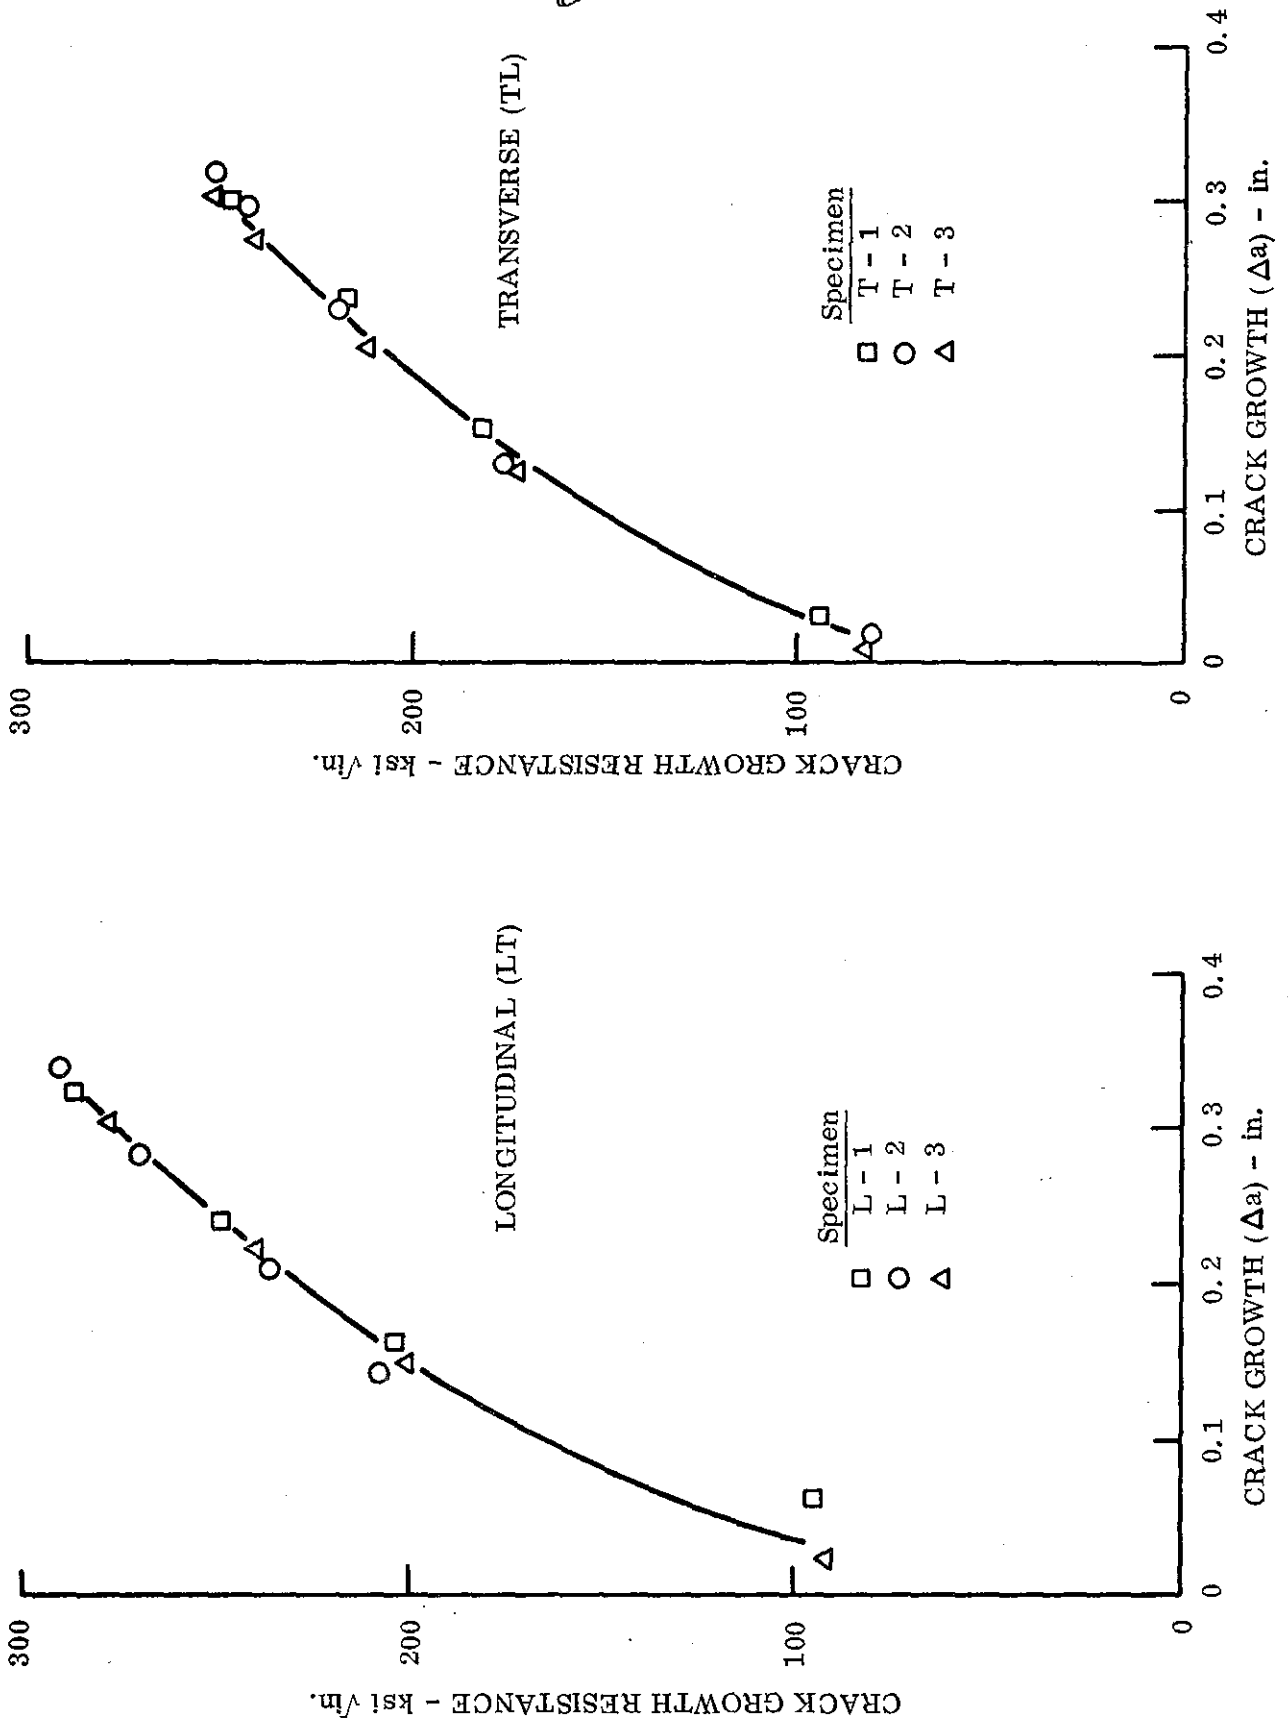 LONGITUDINAL (LT)
CRACK GROWTH RESISTANCE - ksi √in.
300
200
100
0
Specimen
□ L - 1
○ L - 2
△ L - 3
0 0.1 0.2 0.3 0.4
CRACK GROWTH (Δa) - in.
TRANSVERSE (TL)
CRACK GROWTH RESISTANCE - ksi √in.
300
200
100
0
Specimen
□ T - 1
○ T - 2
△ T - 3
0 0.1 0.2 0.3 0.4
CRACK GROWTH (Δa) - in.